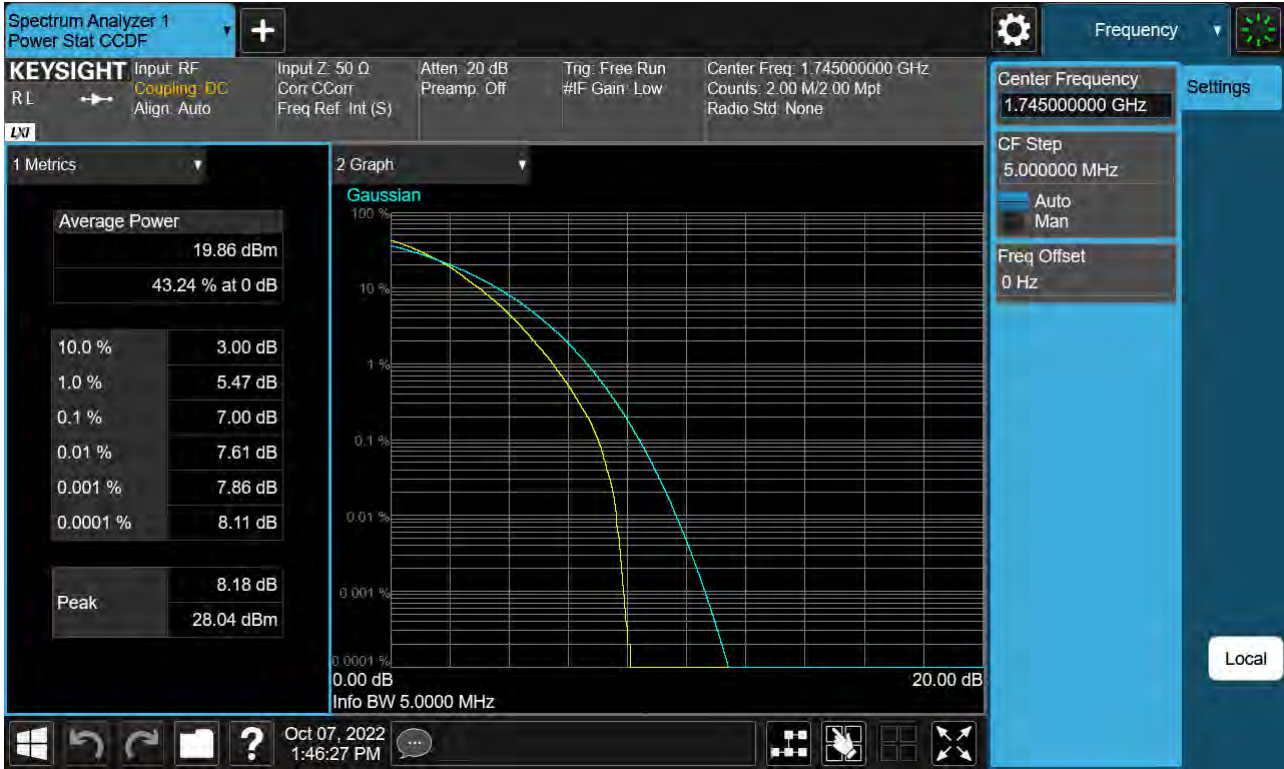 Spectrum Analyzer 1
Power Stat CCDF
+
Frequency
KEYSIGHT
R L
LXI
Input: RF
Coupling: DC
Align: Auto
Input Z: 50 Ω
Corr CCorr
Freq Ref: Int (S)
Atten: 20 dB
Preamp: Off
Trig: Free Run
#IF Gain: Low
Center Freq: 1.745000000 GHz
Counts: 2.00 M/2.00 Mpt
Radio Std: None
Center Frequency
1.745000000 GHz
Settings
CF Step
5.000000 MHz
Auto
Man
Freq Offset
0 Hz
1 Metrics
Average Power
19.86 dBm
43.24 % at 0 dB
10.0 % 3.00 dB
1.0 % 5.47 dB
0.1 % 7.00 dB
0.01 % 7.61 dB
0.001 % 7.86 dB
0.0001 % 8.11 dB
Peak
8.18 dB
28.04 dBm
2 Graph
Gaussian
100 %
10 %
1 %
0.1 %
0.01 %
0.001 %
0.0001 %
0.00 dB 20.00 dB
Info BW 5.0000 MHz
Local
?
Oct 07, 2022
1:46:27 PM